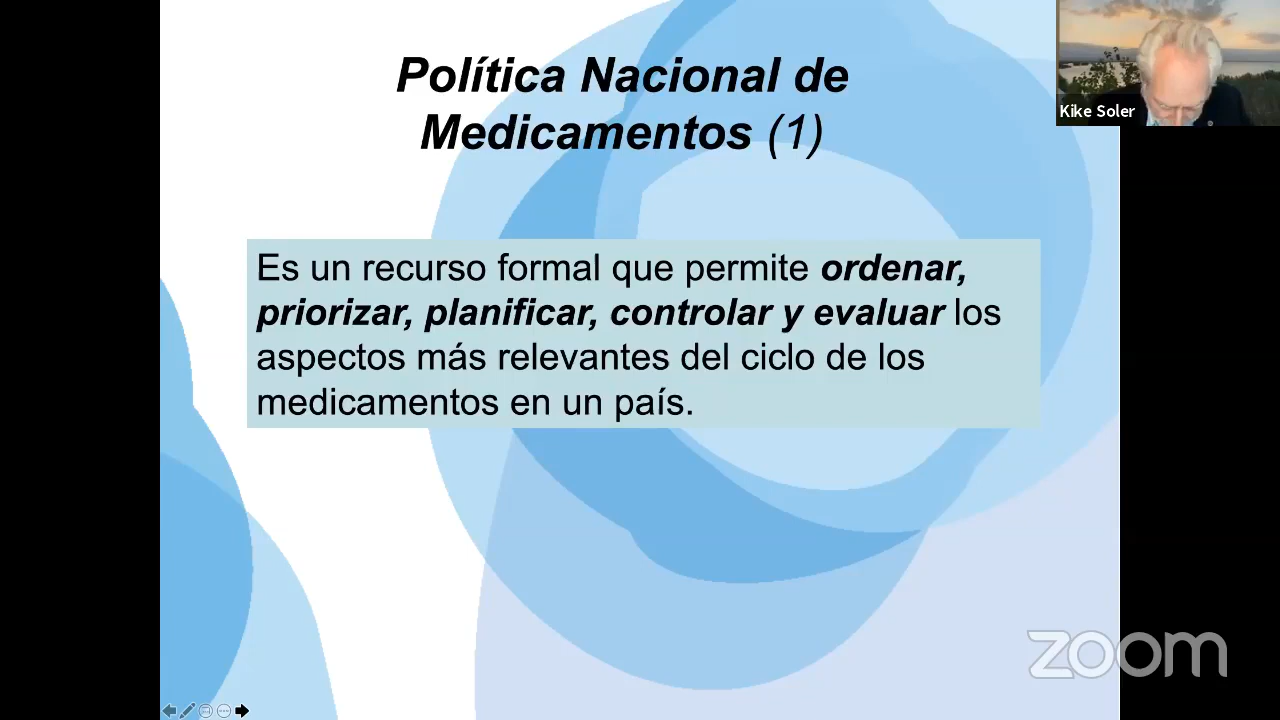 Política Nacional de
Medicamentos (1)
Kike Soler
Es un recurso formal que permite ordenar,
priorizar, planificar, controlar y evaluar los
aspectos más relevantes del ciclo de los
medicamentos en un país.
zoom